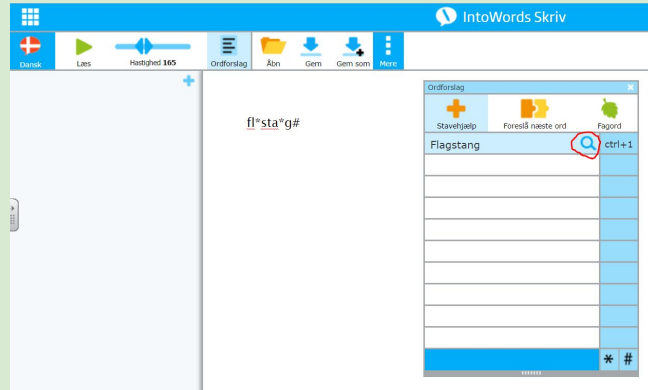 IntoWords Skriv
Dansk Læs Hastighed 165 Ordforslag Åbn Gem Gem som Mere
fl*sta*g#
Ordforslag ×
Stavehjælp Foreslå næste ord Fagord
Flagstang ctrl+1
* #